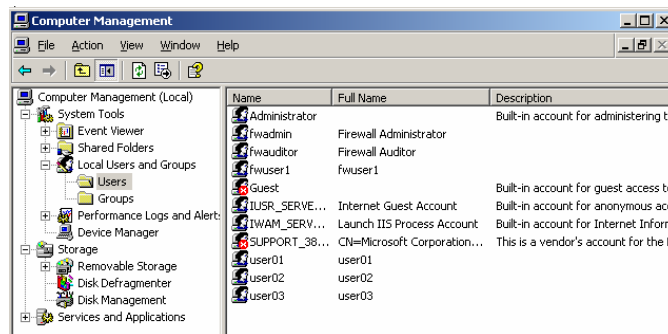 Computer Management
File Action View Window Help
Computer Management (Local)
System Tools
Event Viewer
Shared Folders
Local Users and Groups
Users
Groups
Performance Logs and Alert
Device Manager
Storage
Removable Storage
Disk Defragmenter
Disk Management
Services and Applications
Name Full Name Description
Administrator Built-in account for administering t
fwadmin Firewall Administrator
fwauditor Firewall Auditor
fwuser1 fwuser1
Guest Built-in account for guest access t
IUSR_SERVE... Internet Guest Account Built-in account for anonymous ac
IWAM_SERV... Launch IIS Process Account Built-in account for Internet Infor
SUPPORT_38... CN=Microsoft Corporation... This is a vendor's account for the
user01 user01
user02 user02
user03 user03